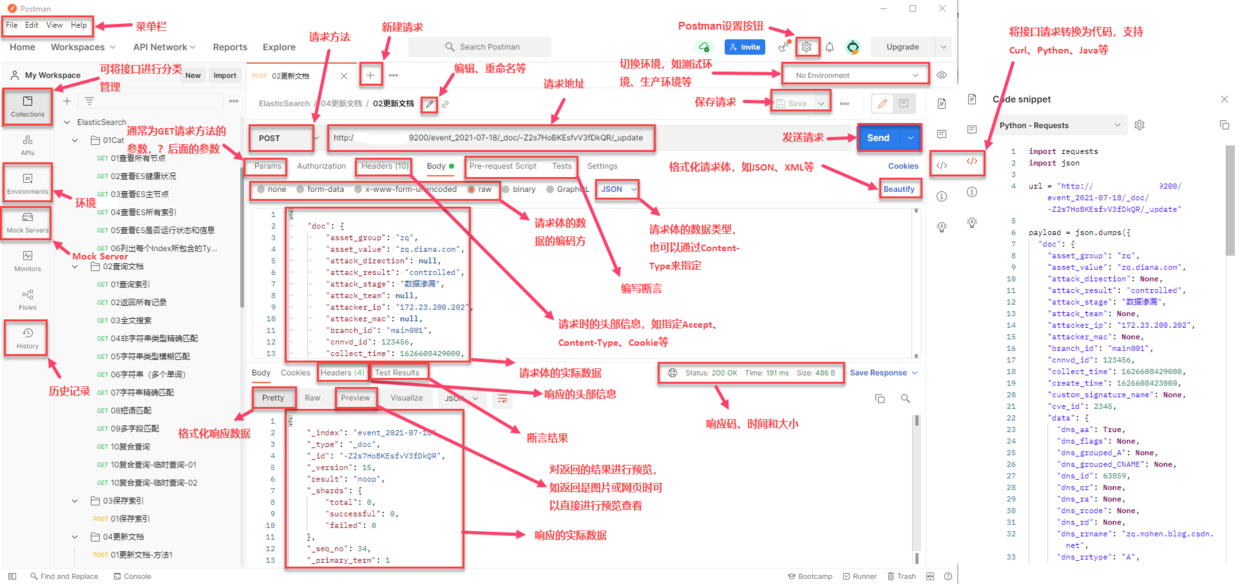 Postman
File Edit View Help
菜单栏
Home Workspaces API Network Reports Explore
Search Postman
Invite
Upgrade
请求方法
新建请求
Postman设置按钮
将接口请求转换为代码，支持
Curl、Python、Java等
My Workspace
New Import
POST 02更新文档
No Environment
可将接口进行分类
管理
编辑、重命名等
请求地址
切换环境，如测试环
境、生产环境等
保存请求
Collections
APIs
Environments
Mock Servers
Monitors
Flows
History
环境
Mock Server
历史记录
ElasticSearch
01Cat
GET 01查看所有节点
GET 02查看ES健康状况
GET 03查看ES主节点
GET 04查看ES所有索引
GET 05查看ES是否运行状态和信息
GET 06列出每个Index所包含的Ty...
02查询文档
GET 01查询索引
GET 02返回所有记录
GET 03全文搜索
GET 04非字符串类型精确匹配
GET 05字符串类型模糊匹配
GET 06字符串（多个单词）
GET 07字符串精确匹配
GET 08短语匹配
GET 09多字段匹配
GET 10复合查询
GET 10复合查询-临时查询-01
GET 10复合查询-临时查询-02
03保存索引
POST 01保存索引
04更新文档
POST 01更新文档-方法1
通常为GET请求方法的
参数，？后面的参数
ElasticSearch / 04更新文档 / 02更新文档
Save
POST
http: 9200/event_2021-07-18/_doc/-Z2s7HoBKEsfvV3fDkQR/_update
发送请求
Send
Params Authorization Headers (10) Body Pre-request Script Tests Settings
Cookies
格式化请求体，如JSON、XML等
none form-data x-www-form-urlencoded raw binary GraphQL JSON
Beautify
1 {
2 "doc": {
3 "asset_group": "zq",
4 "asset_value": "zq.diana.com",
5 "attack_direction": null,
6 "attack_result": "controlled",
7 "attack_stage": "数据渗漏",
8 "attack_team": null,
9 "attacker_ip": "172.23.200.202",
10 "attacker_mac": null,
11 "branch_id": "main001",
12 "cnnvd_id": 123456,
13 "collect_time": 1626608429000,
请求体的数
据的编码方
请求体的数据类型，
也可以通过Content-
Type来指定
编写断言
请求时的头部信息，如指定Accept、
Content-Type、Cookie等
请求体的实际数据
Body Cookies Headers (4) Test Results
Status: 200 OK Time: 191 ms Size: 486 B
Save Response
响应的头部信息
Pretty Raw Preview Visualize JSON
格式化响应数据
断言结果
响应码、时间和大小
1 {
2 "_index": "event_2021-07-18",
3 "_type": "_doc",
4 "_id": "-Z2s7HoBKEsfvV3fDkQR",
5 "_version": 15,
6 "result": "noop",
7 "_shards": {
8 "total": 0,
9 "successful": 0,
10 "failed": 0
11 },
12 "_seq_no": 34,
13 "_primary_term": 1
对返回的结果进行预览，
如返回是图片或网页时可
以直接进行预览查看
响应的实际数据
Code snippet
Python - Requests
1 import requests
2 import json
3
4 url = "http:// 9200/
event_2021-07-18/_doc/
-Z2s7HoBKEsfvV3fDkQR/_update"
5
6 payload = json.dumps({
7 "doc": {
8 "asset_group": "zq",
9 "asset_value": "zq.diana.com",
10 "attack_direction": None,
11 "attack_result": "controlled",
12 "attack_stage": "数据渗漏",
13 "attack_team": None,
14 "attacker_ip": "172.23.200.202",
15 "attacker_mac": None,
16 "branch_id": "main001",
17 "cnnvd_id": 123456,
18 "collect_time": 1626608429000,
19 "create_time": 1626608423000,
20 "custom_signature_name": None,
21 "cve_id": 2345,
22 "data": {
23 "dns_aa": True,
24 "dns_flags": None,
25 "dns_grouped_A": None,
26 "dns_grouped_CNAME": None,
27 "dns_id": 63859,
28 "dns_qr": None,
29 "dns_ra": None,
30 "dns_rcode": None,
31 "dns_rd": None,
32 "dns_rrname": "zq.mohen.blog.csdn.
net",
33 "dns_rrtype": "A",
Find and Replace Console
Bootcamp Runner Trash